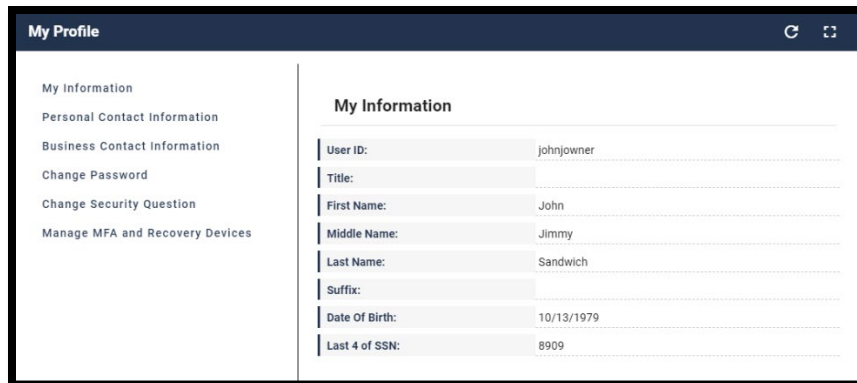 My Profile
My Information
Personal Contact Information
Business Contact Information
Change Password
Change Security Question
Manage MFA and Recovery Devices
My Information
User ID: johnjowner
Title:
First Name: John
Middle Name: Jimmy
Last Name: Sandwich
Suffix:
Date Of Birth: 10/13/1979
Last 4 of SSN: 8909